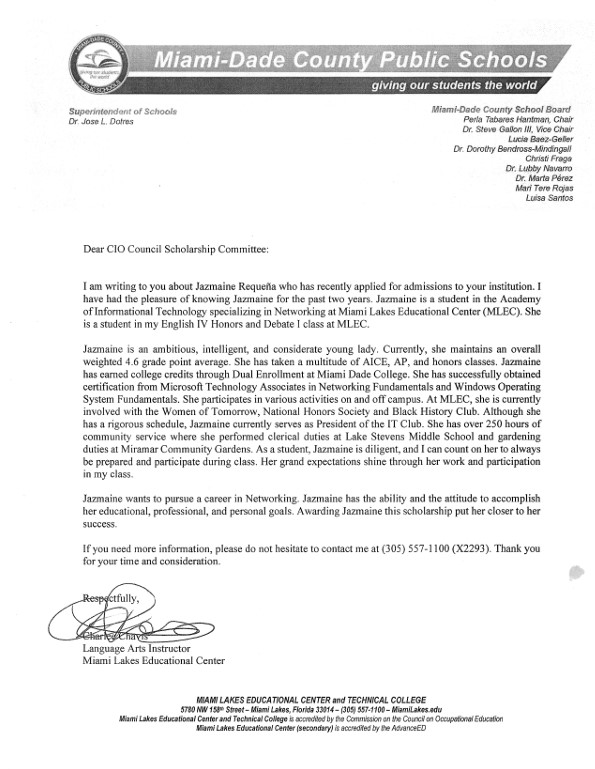 MIAMI-DADE COUNTY
giving our students
the world
PUBLIC SCHOOLS
Miami-Dade County Public Schools
giving our students the world
Superintendent of Schools
Dr. Jose L. Dotres
Miami-Dade County School Board
Perla Tabares Hantman, Chair
Dr. Steve Gallon III, Vice Chair
Lucia Baez-Geller
Dr. Dorothy Bendross-Mindingall
Christi Fraga
Dr. Lubby Navarro
Dr. Marta Pérez
Mari Tere Rojas
Luisa Santos
Dear CIO Council Scholarship Committee:
I am writing to you about Jazmaine Requeña who has recently applied for admissions to your institution. I
have had the pleasure of knowing Jazmaine for the past two years. Jazmaine is a student in the Academy
of Informational Technology specializing in Networking at Miami Lakes Educational Center (MLEC). She
is a student in my English IV Honors and Debate I class at MLEC.
Jazmaine is an ambitious, intelligent, and considerate young lady. Currently, she maintains an overall
weighted 4.6 grade point average. She has taken a multitude of AICE, AP, and honors classes. Jazmaine
has earned college credits through Dual Enrollment at Miami Dade College. She has successfully obtained
certification from Microsoft Technology Associates in Networking Fundamentals and Windows Operating
System Fundamentals. She participates in various activities on and off campus. At MLEC, she is currently
involved with the Women of Tomorrow, National Honors Society and Black History Club. Although she
has a rigorous schedule, Jazmaine currently serves as President of the IT Club. She has over 250 hours of
community service where she performed clerical duties at Lake Stevens Middle School and gardening
duties at Miramar Community Gardens. As a student, Jazmaine is diligent, and I can count on her to always
be prepared and participate during class. Her grand expectations shine through her work and participation
in my class.
Jazmaine wants to pursue a career in Networking. Jazmaine has the ability and the attitude to accomplish
her educational, professional, and personal goals. Awarding Jazmaine this scholarship put her closer to her
success.
If you need more information, please do not hesitate to contact me at (305) 557-1100 (X2293). Thank you
for your time and consideration.
Respectfully,
Charles Chavis
Language Arts Instructor
Miami Lakes Educational Center
MIAMI LAKES EDUCATIONAL CENTER and TECHNICAL COLLEGE
5780 NW 158th Street – Miami Lakes, Florida 33014 – (305) 557-1100 – MiamiLakes.edu
Miami Lakes Educational Center and Technical College is accredited by the Commission on the Council on Occupational Education
Miami Lakes Educational Center (secondary) is accredited by the AdvanceED